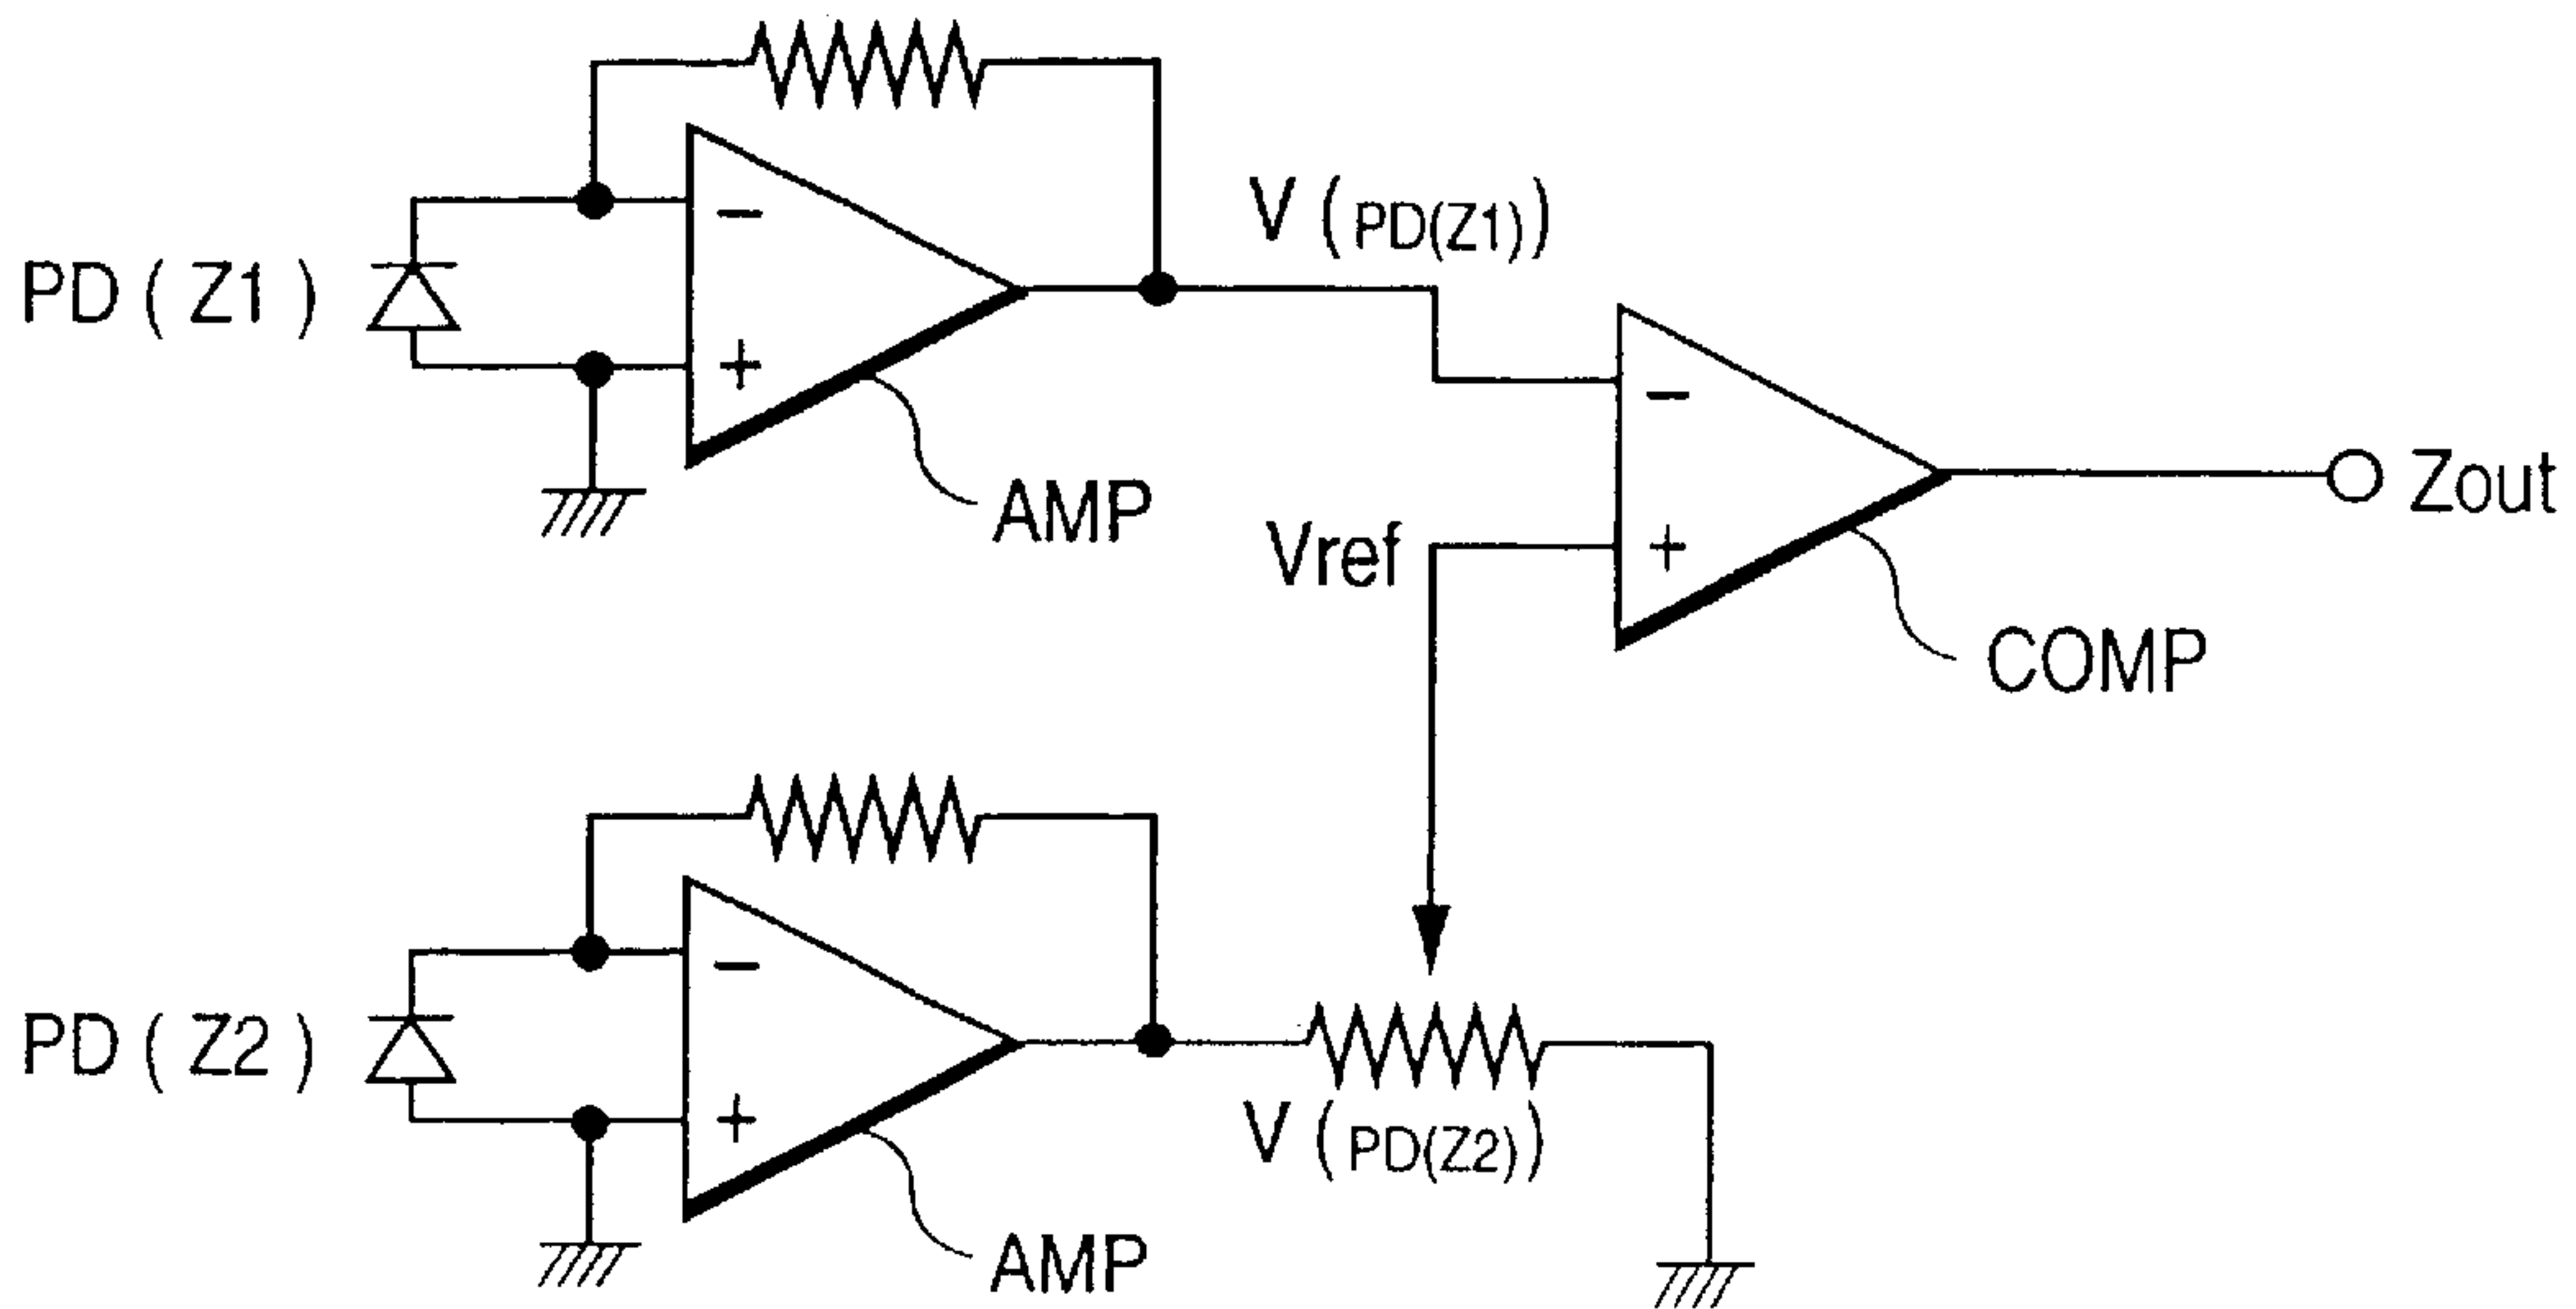 V (PD(Z1))
PD ( Z1 )
−
+
AMP
−
+
Vref
Zout
COMP
PD ( Z2 )
−
+
V (PD(Z2))
AMP